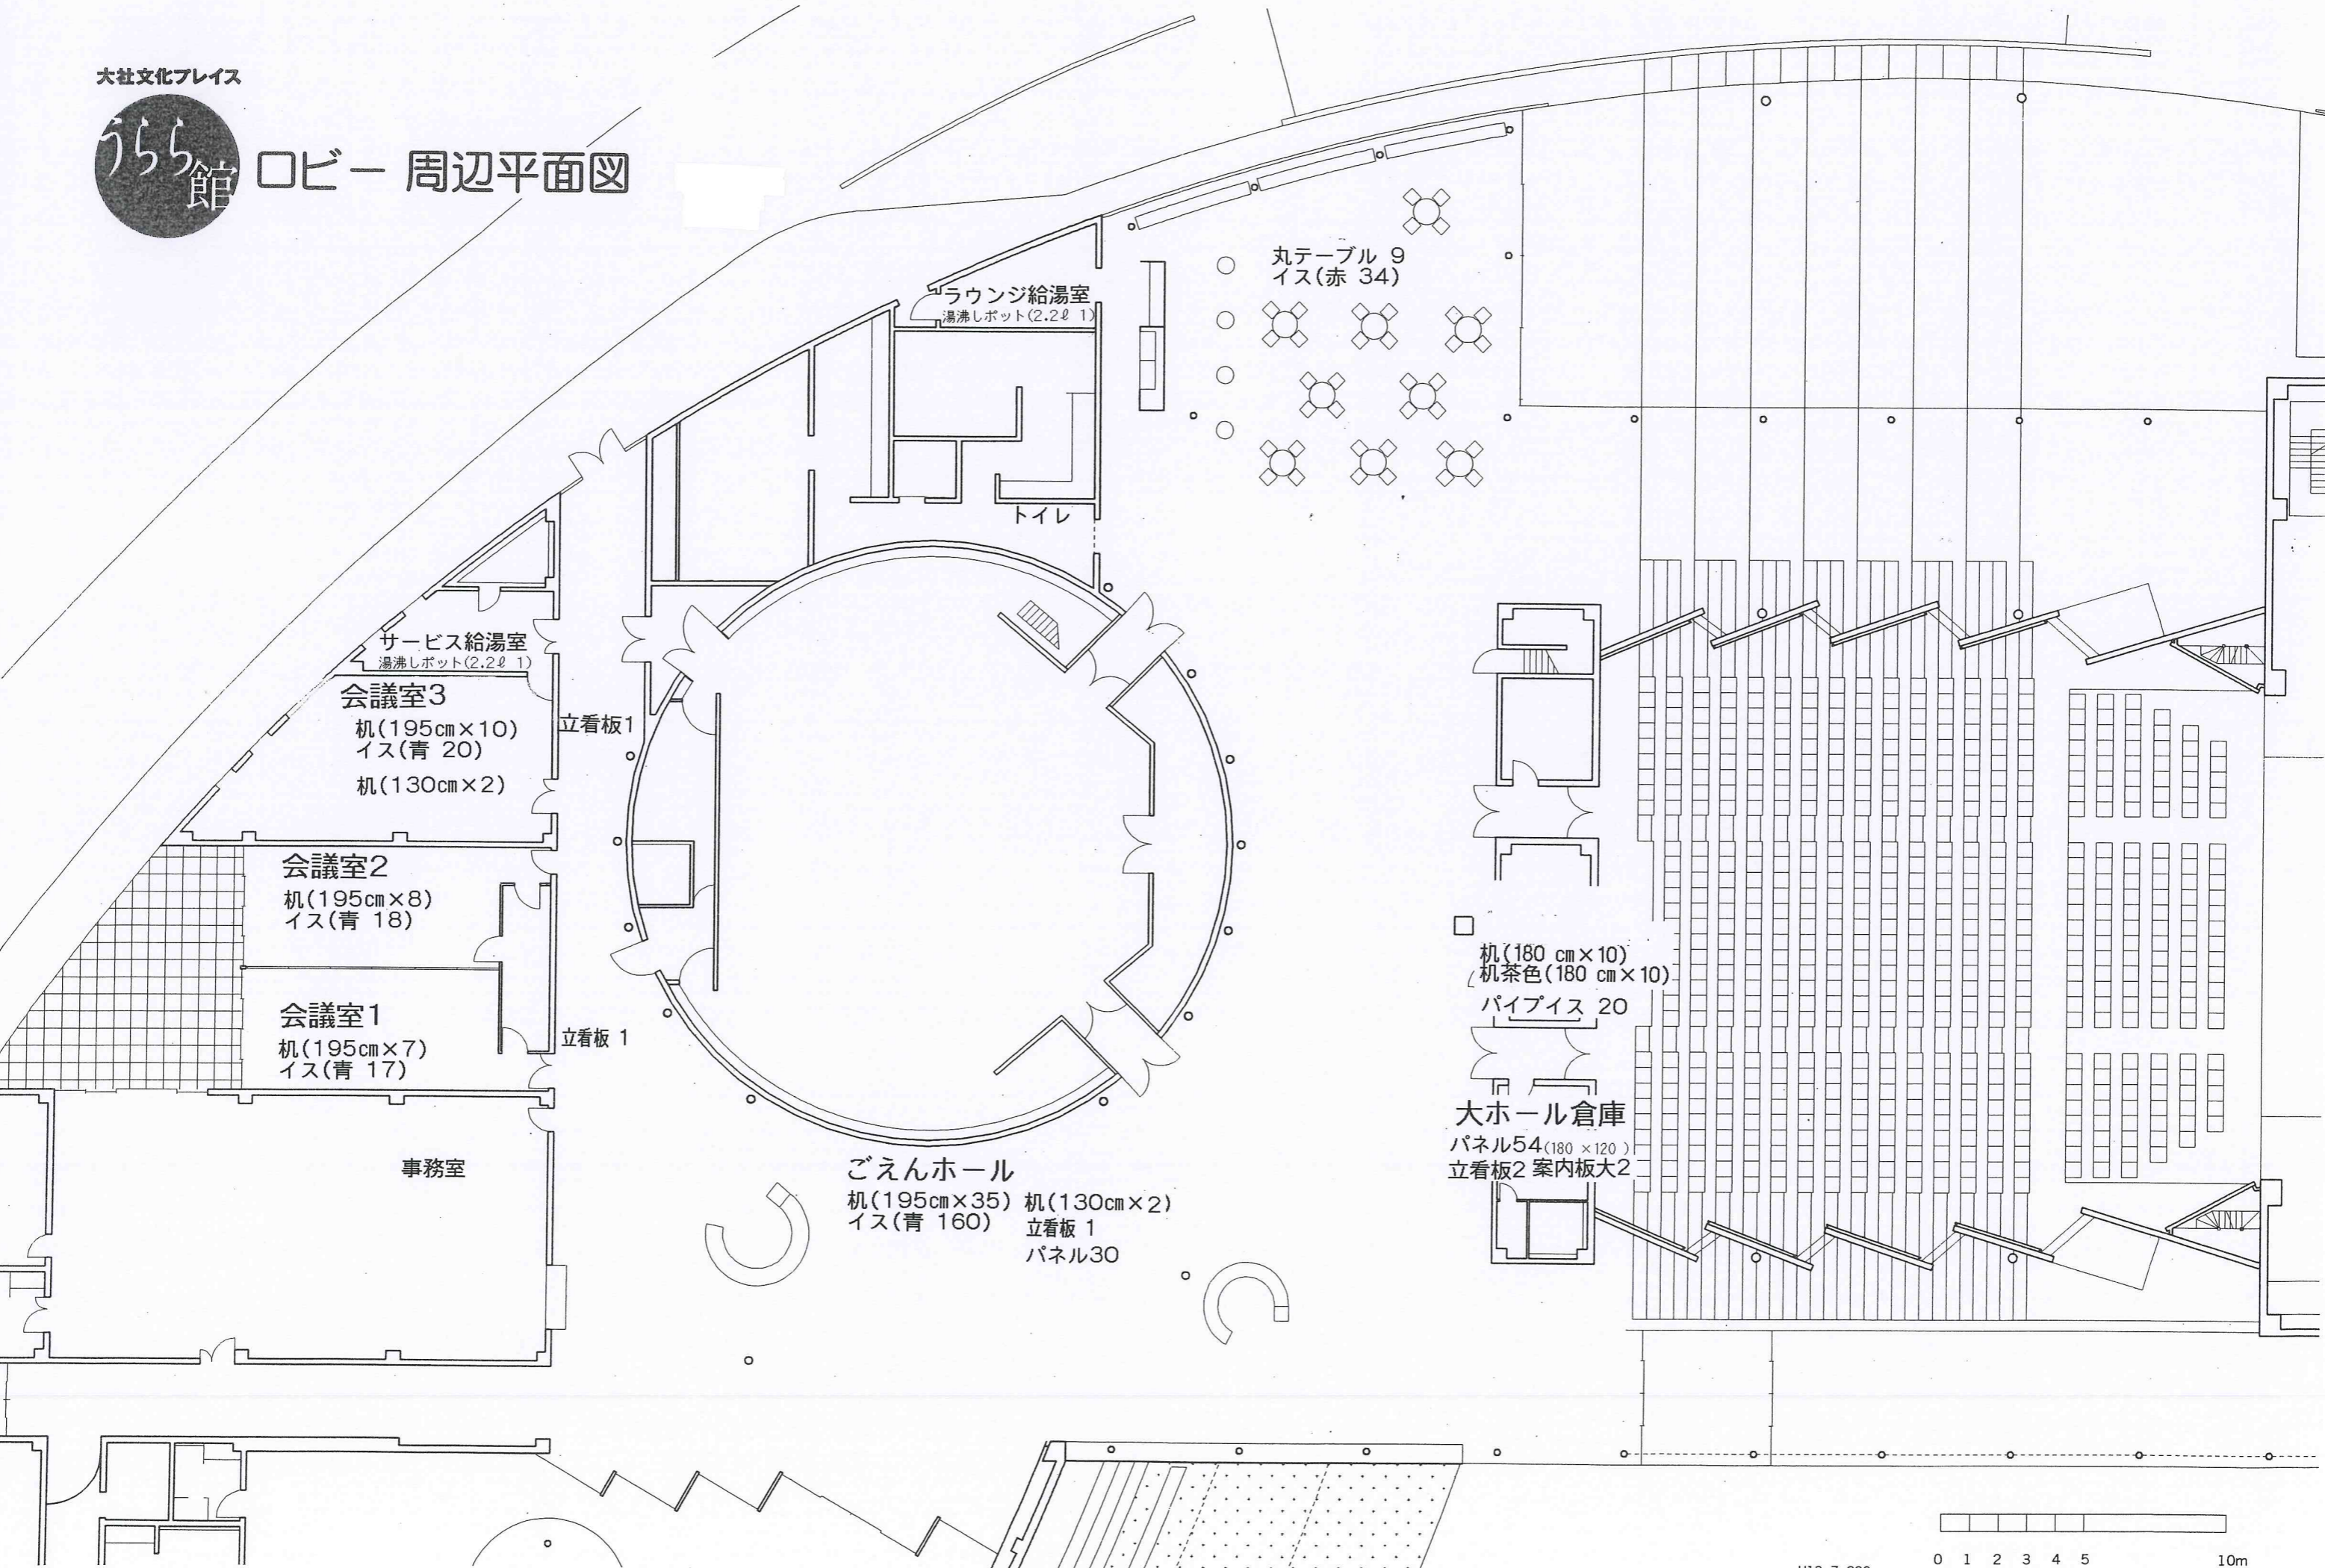 大社文化プレイス
うらら館
ロビー 周辺平面図
丸テーブル 9
イス(赤 34)
ラウンジ給湯室
湯沸しポット(2.2ℓ 1)
トイレ
サービス給湯室
湯沸しポット(2.2ℓ 1)
会議室3
机(195㎝×10)
イス(青 20)
机(130㎝×2)
立看板1
会議室2
机(195㎝×8)
イス(青 18)
会議室1
机(195㎝×7)
イス(青 17)
立看板 1
事務室
ごえんホール
机(195㎝×35) 机(130㎝×2)
イス(青 160) 立看板 1
パネル30
机(180 ㎝×10)
机茶色(180 ㎝×10)
パイプイス 20
大ホール倉庫
パネル54(180 ×120 )
立看板2 案内板大2
0 1 2 3 4 5 10m